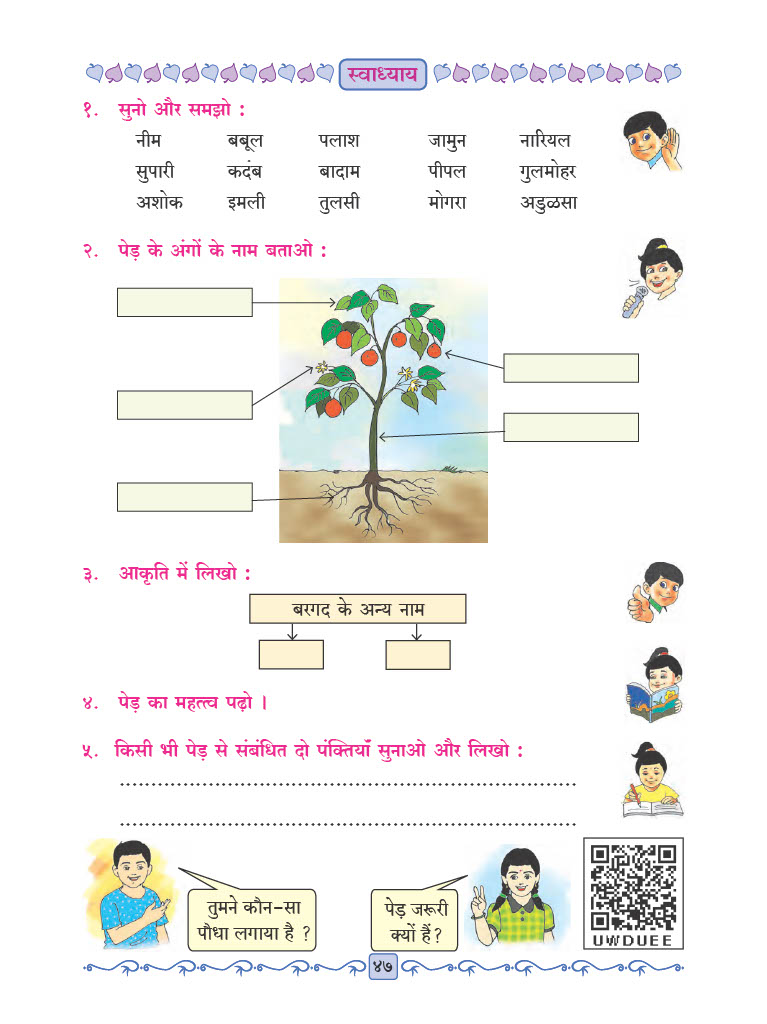 स्वाध्याय
१. सुनो और समझो :
नीम बबूल पलाश जामुन नारियल
सुपारी कदंब बादाम पीपल गुलमोहर
अशोक इमली तुलसी मोगरा अडुळसा
२. पेड़ के अंगों के नाम बताओ :
३. आकृति में लिखो :
बरगद के अन्य नाम
४. पेड़ का महत्त्व पढ़ो ।
५. किसी भी पेड़ से संबंधित दो पंक्तियाँ सुनाओ और लिखो :
तुमने कौन-सा
पौधा लगाया है ?
पेड़ जरूरी
क्यों हैं?
UWDUEE
४७